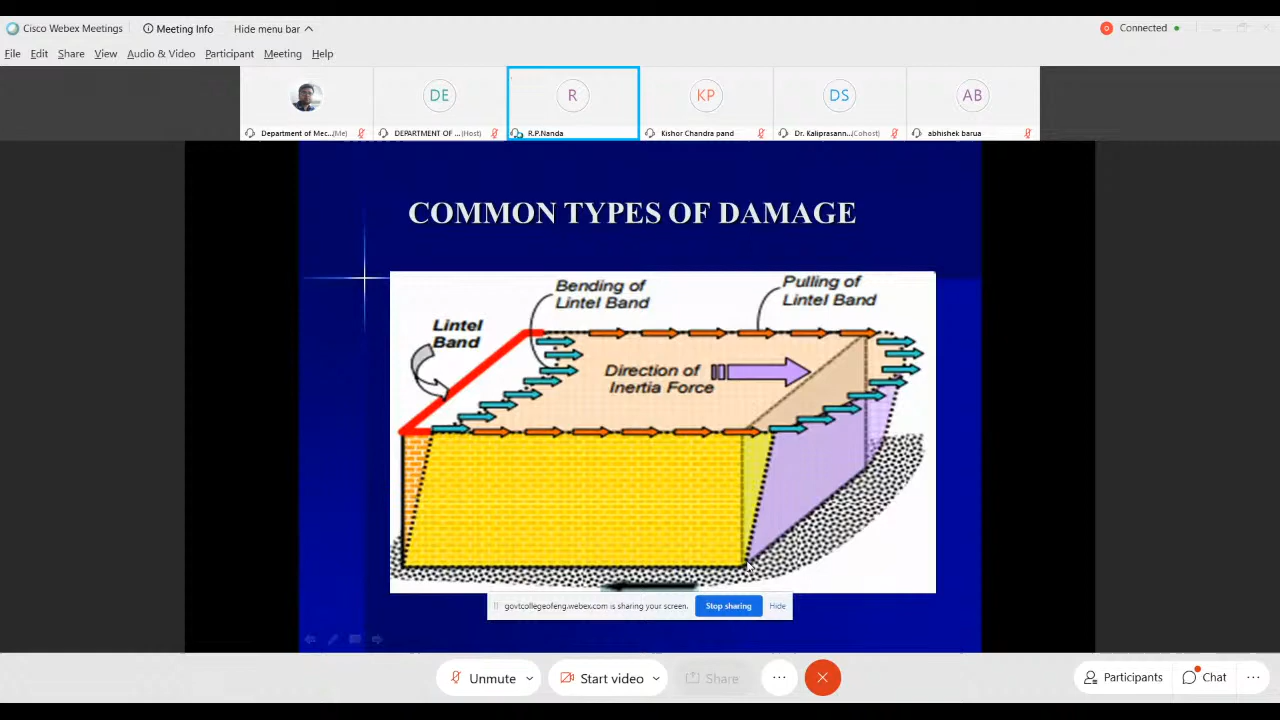 Cisco Webex Meetings Meeting Info Hide menu bar Connected
File Edit Share View Audio & Video Participant Meeting Help
DE R KP DS AB
Department of Mec... (Me) DEPARTMENT OF ... (Host) R.P.Nanda Kishor Chandra pand Dr. Kaliprasann... (Cohost) abhishek barua
COMMON TYPES OF DAMAGE
Bending of
Lintel Band
Pulling of
Lintel Band
Lintel
Band
Direction of
Inertia Force
govtcollegeofeng.webex.com is sharing your screen. Stop sharing Hide
Unmute Start video Share Participants Chat